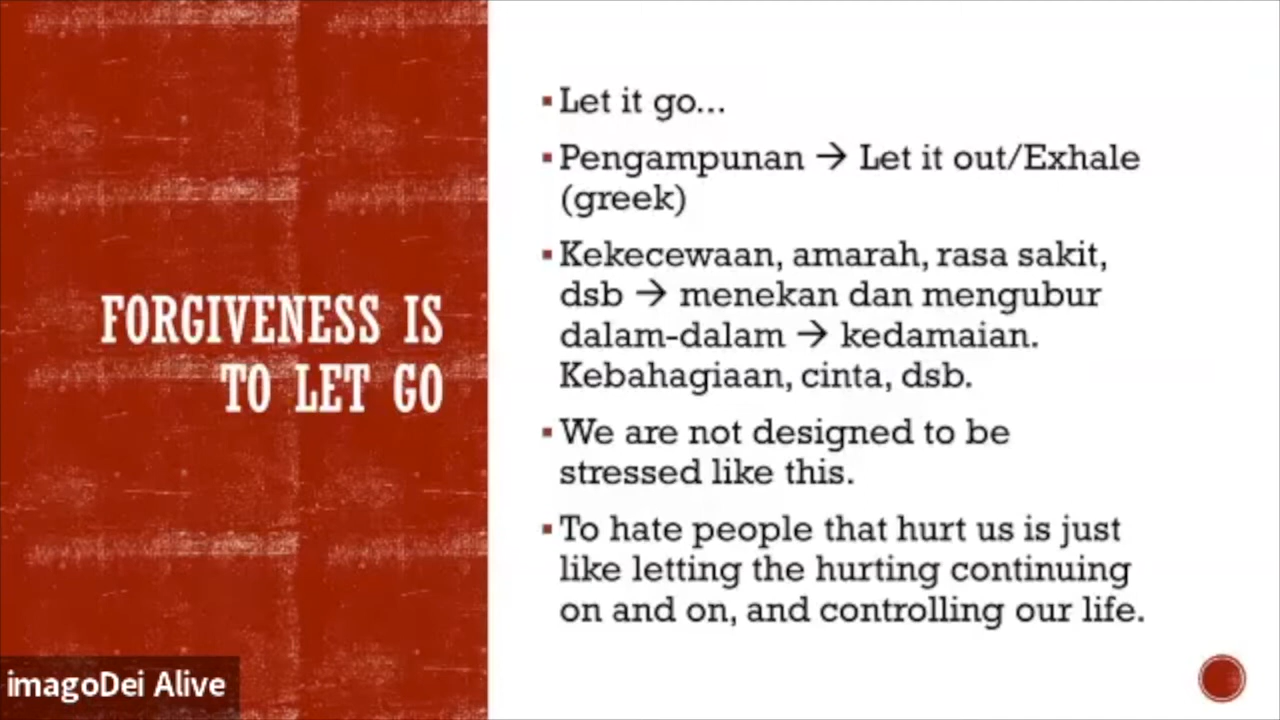 FORGIVENESS IS
TO LET GO
▪Let it go...
▪Pengampunan → Let it out/Exhale
(greek)
▪Kekecewaan, amarah, rasa sakit,
dsb → menekan dan mengubur
dalam-dalam → kedamaian.
Kebahagiaan, cinta, dsb.
▪We are not designed to be
stressed like this.
▪To hate people that hurt us is just
like letting the hurting continuing
on and on, and controlling our life.
imagoDei Alive